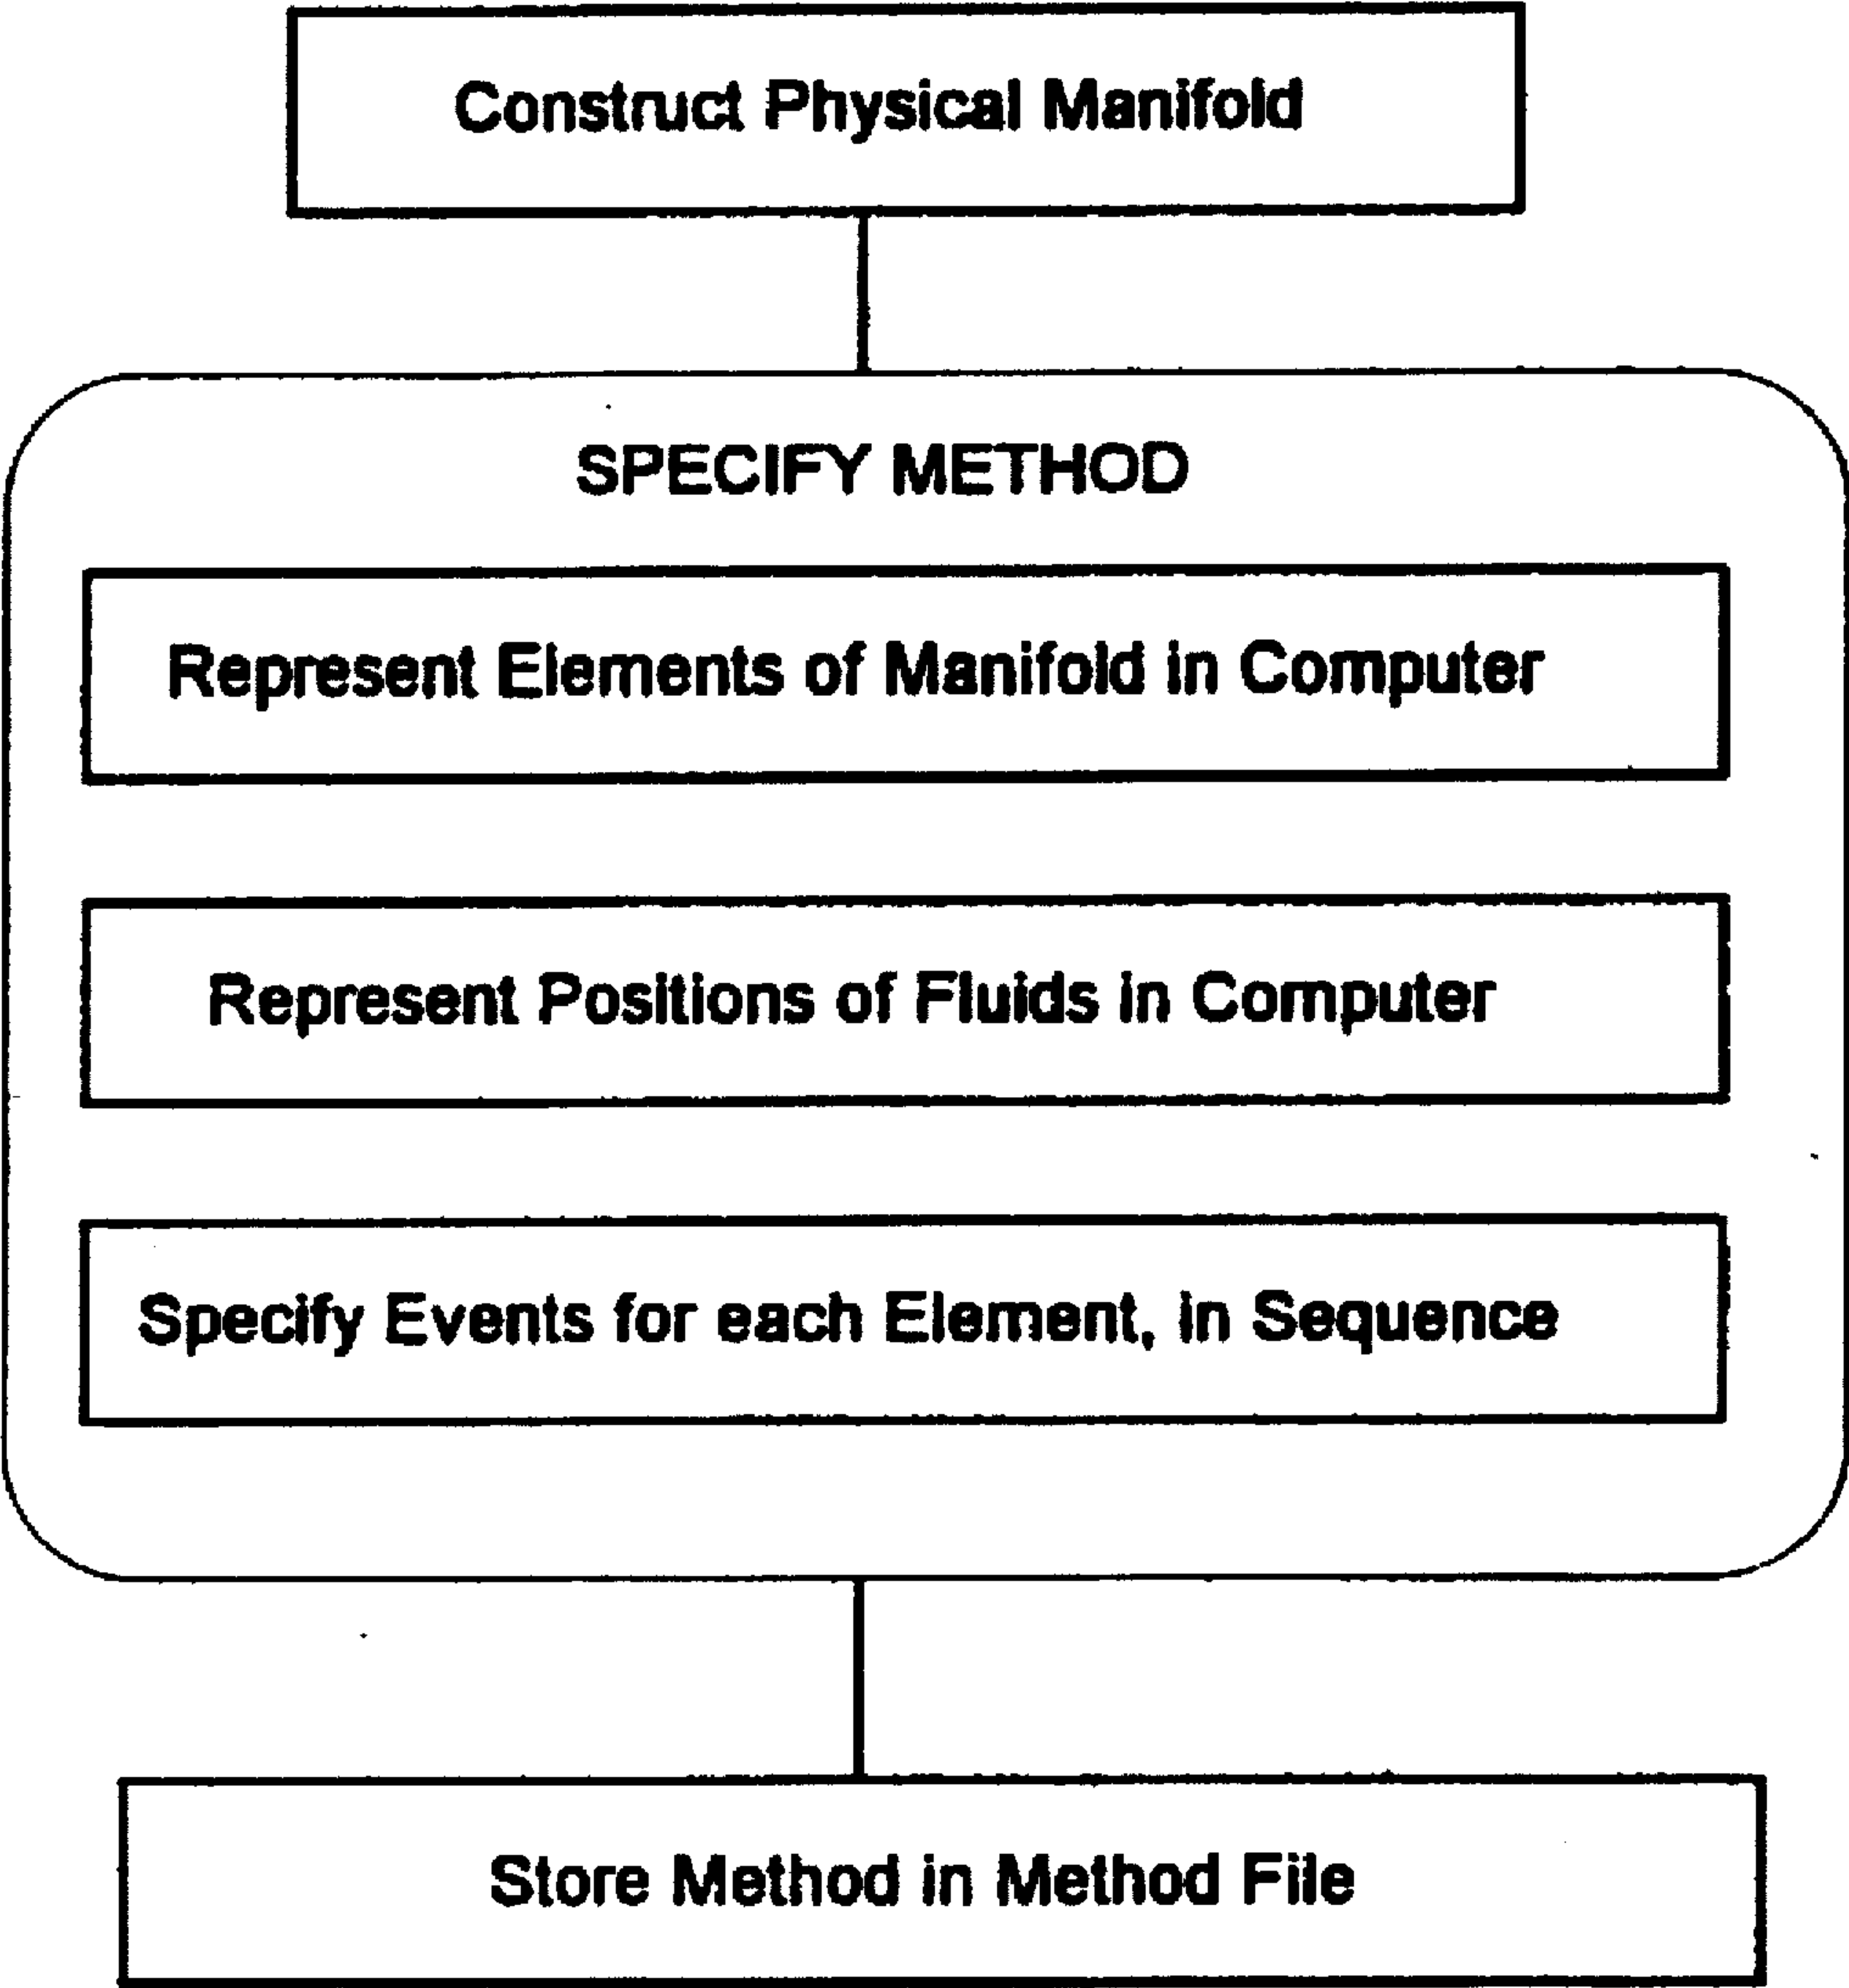 Construct Physical Manifold
SPECIFY METHOD
Represent Elements of Manifold in Computer
Represent Positions of Fluids in Computer
Specify Events for each Element, in Sequence
Store Method in Method File